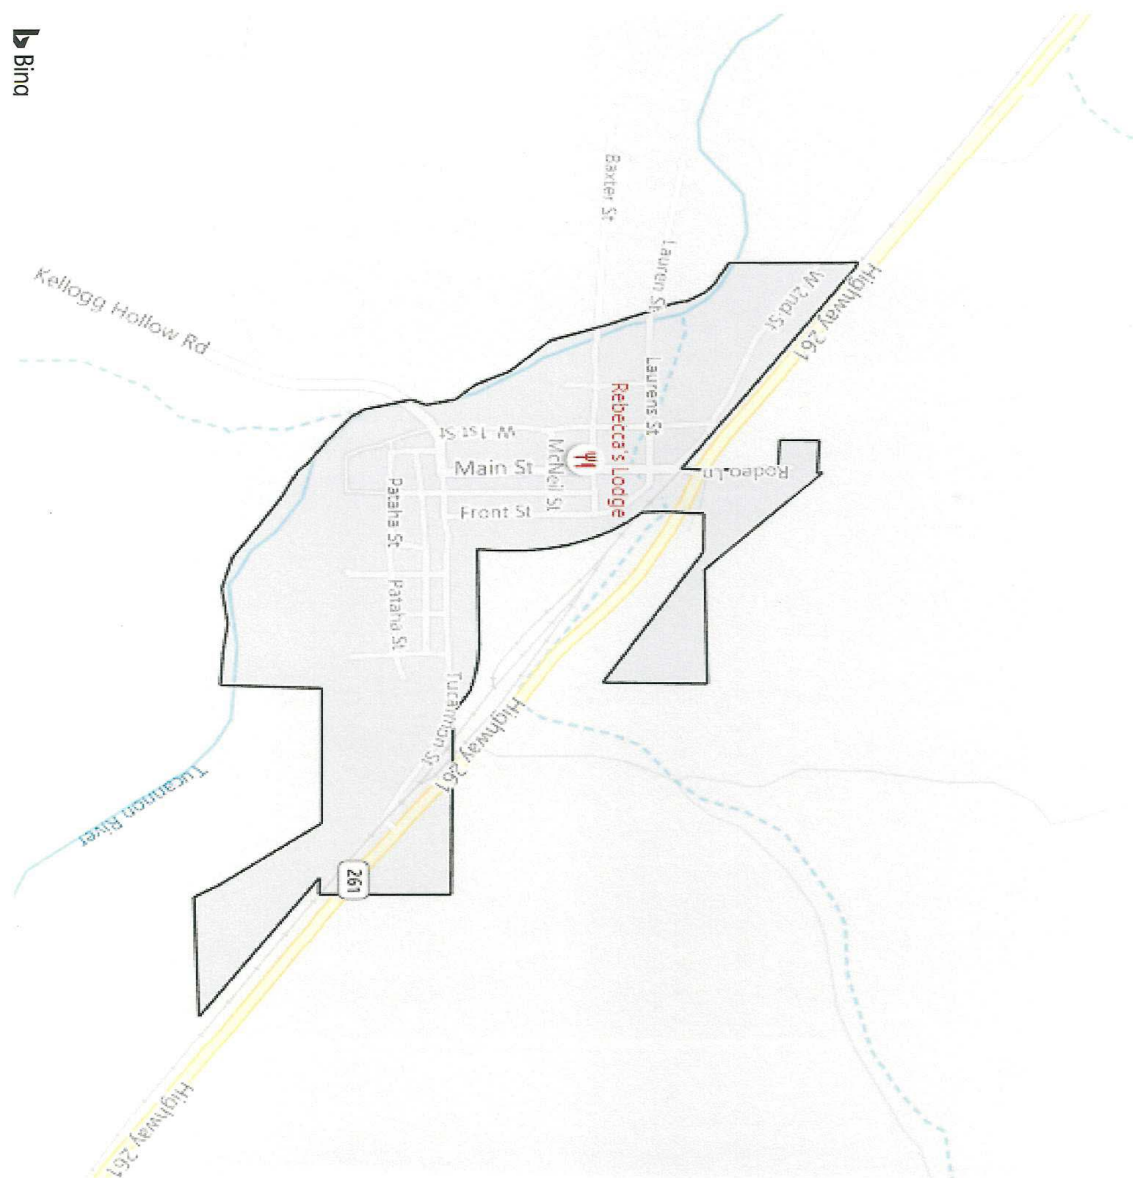 Bing
Baxter St
Lauren St
W 2nd St
Highway 261
Kellogg Hollow Rd
Laurens St
Rebecca's Lodge
W 1st St
McNeil St
Main St
Rodeo Ln
Pataha St
Front St
Pataha St
Tucannon St
Highway 261
Tucannon River
261
Highway 261